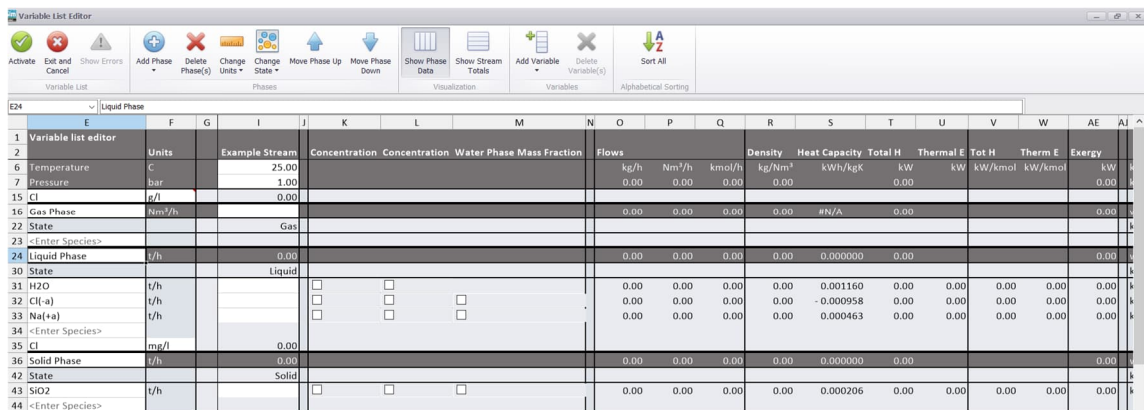 Variable List Editor
Activate Exit and Cancel Show Errors Add Phase Delete Phase(s) Change Units Change State Move Phase Up Move Phase Down Show Phase Data Show Stream Totals Add Variable Delete Variable(s) Sort All
Variable List Phases Visualization Variables Alphabetical Sorting
E24 Liquid Phase
E F G I J K L M N O P Q R S T U V W AE AJ
1 Variable list editor
2 Units Example Stream Concentration Concentration Water Phase Mass Fraction Flows Density Heat Capacity Total H Thermal E Tot H Therm E Exergy
6 Temperature C 25.00 kg/h Nm³/h kmol/h kg/Nm³ kWh/kgK kW kW kW/kmol kW/kmol kW
7 Pressure bar 1.00 0.00 0.00 0.00 0.00 0.00 0.00
15 Cl g/l 0.00
16 Gas Phase Nm³/h 0.00 0.00 0.00 0.00 #N/A 0.00 0.00
22 State Gas
23 <Enter Species>
24 Liquid Phase t/h 0.00 0.00 0.00 0.00 0.00 0.000000 0.00 0.00
30 State Liquid
31 H2O t/h 0.00 0.00 0.00 0.00 0.001160 0.00 0.00 0.00 0.00 0.00
32 Cl(-a) t/h 0.00 0.00 0.00 0.00 - 0.000958 0.00 0.00 0.00 0.00 0.00
33 Na(+a) t/h 0.00 0.00 0.00 0.00 0.000463 0.00 0.00 0.00 0.00 0.00
34 <Enter Species>
35 Cl mg/l 0.00
36 Solid Phase t/h 0.00 0.00 0.00 0.00 0.00 0.000000 0.00 0.00
42 State Solid
43 SiO2 t/h 0.00 0.00 0.00 0.00 0.000206 0.00 0.00 0.00 0.00 0.00
44 <Enter Species>